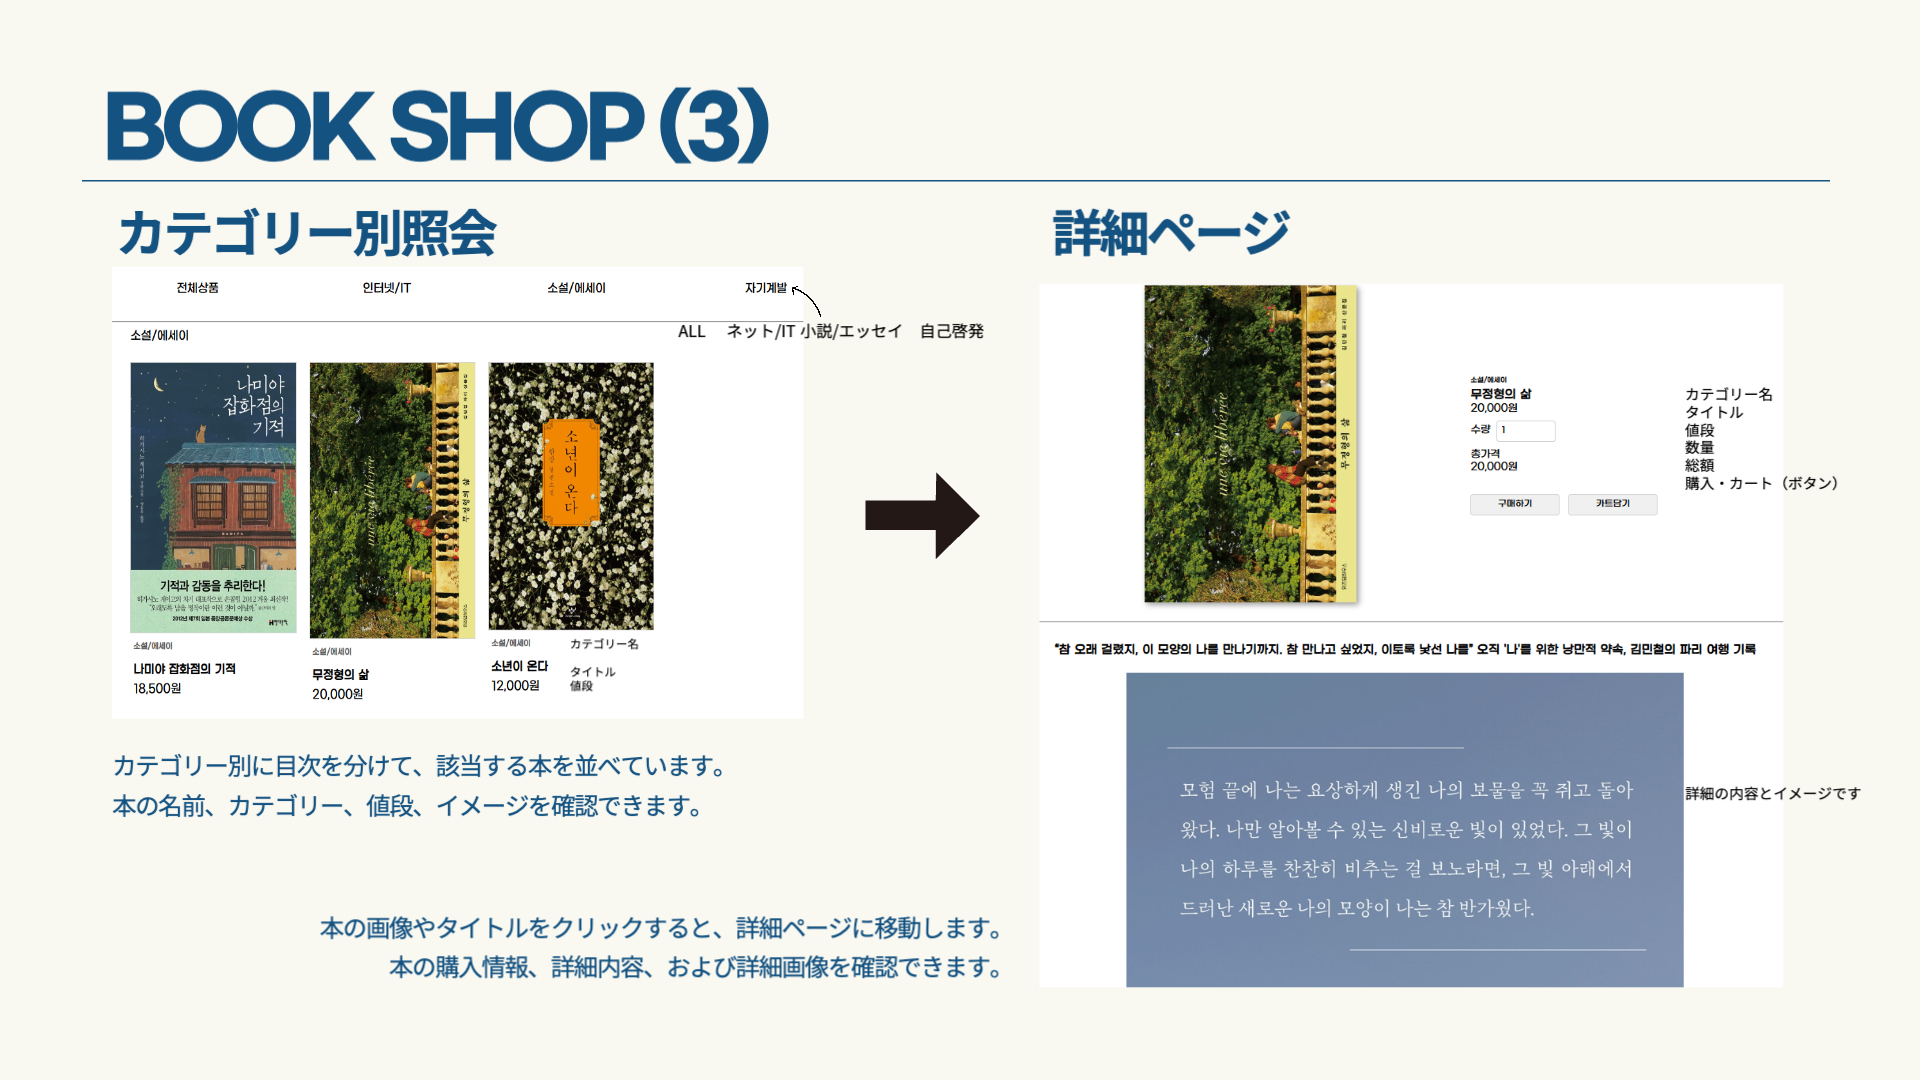 BOOK SHOP (3)
カテゴリー別照会
전체상품 인터넷/IT 소설/에세이 자기계발
ALL ネット/IT 小説/エッセイ 自己啓発
소설/에세이
나미야
잡화점의
기적
기적과 감동을 추리한다!
소설/에세이
나미야 잡화점의 기적
18,500원
une vie libérée
무정형의 삶
소설/에세이
무정형의 삶
20,000원
소년이 온다
한강 장편소설
소설/에세이
소년이 온다
12,000원
カテゴリー名
タイトル
値段
カテゴリー別に目次を分けて、該当する本を並べています。
本の名前、カテゴリー、値段、イメージを確認できます。
本の画像やタイトルをクリックすると、詳細ページに移動します。
本の購入情報、詳細内容、および詳細画像を確認できます。
詳細ページ
une vie libérée
무정형의 삶
소설/에세이
무정형의 삶
20,000원
수량 1
총가격
20,000원
구매하기 카트담기
カテゴリー名
タイトル
値段
数量
総額
購入・カート（ボタン）
"참 오래 걸렸지, 이 모양의 나를 만나기까지. 참 만나고 싶었지, 이토록 낯선 나를" 오직 '나'를 위한 낭만적 약속, 김민철의 파리 여행 기록
모험 끝에 나는 요상하게 생긴 나의 보물을 꼭 쥐고 돌아
왔다. 나만 알아볼 수 있는 신비로운 빛이 있었다. 그 빛이
나의 하루를 찬찬히 비추는 걸 보노라면, 그 빛 아래에서
드러난 새로운 나의 모양이 나는 참 반가웠다.
詳細の内容とイメージです